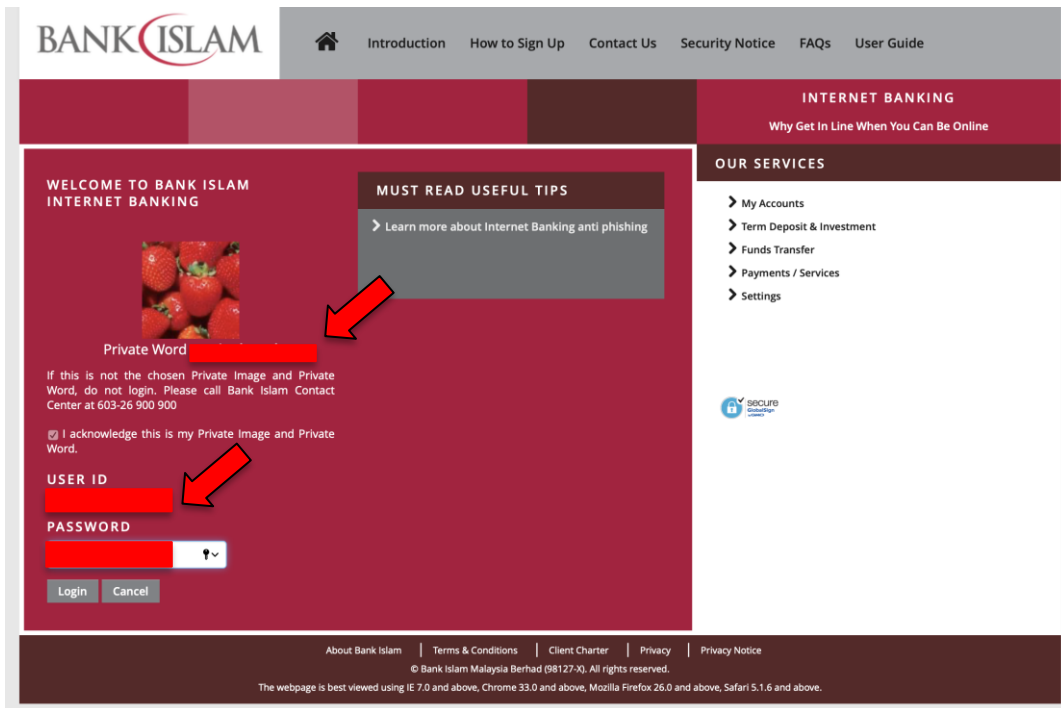 BANK ISLAM
Introduction How to Sign Up Contact Us Security Notice FAQs User Guide
INTERNET BANKING
Why Get In Line When You Can Be Online
WELCOME TO BANK ISLAM
INTERNET BANKING
Private Word
If this is not the chosen Private Image and Private
Word, do not login. Please call Bank Islam Contact
Center at 603-26 900 900
I acknowledge this is my Private Image and Private
Word.
USER ID
PASSWORD
Login Cancel
MUST READ USEFUL TIPS
Learn more about Internet Banking anti phishing
OUR SERVICES
My Accounts
Term Deposit & Investment
Funds Transfer
Payments / Services
Settings
secure
GlobalSign
About Bank Islam | Terms & Conditions | Client Charter | Privacy | Privacy Notice
© Bank Islam Malaysia Berhad (98127-X). All rights reserved.
The webpage is best viewed using IE 7.0 and above, Chrome 33.0 and above, Mozilla Firefox 26.0 and above, Safari 5.1.6 and above.